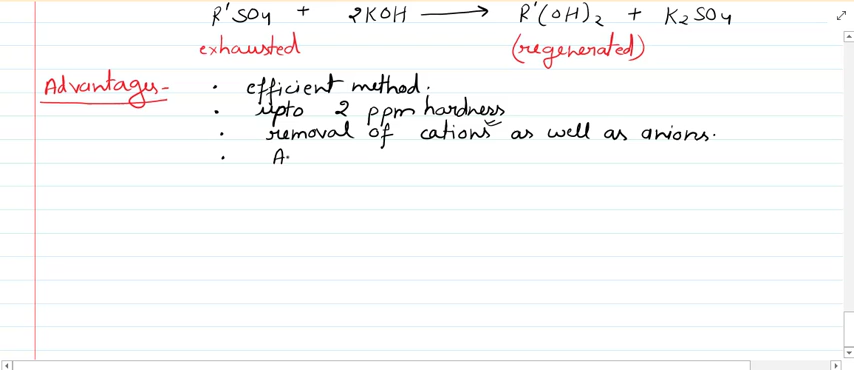 R'SO4 + 2KOH ⟶ R'(OH)2 + K2SO4
exhausted (regenerated)
Advantages- · efficient method.
· upto 2 ppm hardness
· removal of cations as well as anions.
· A